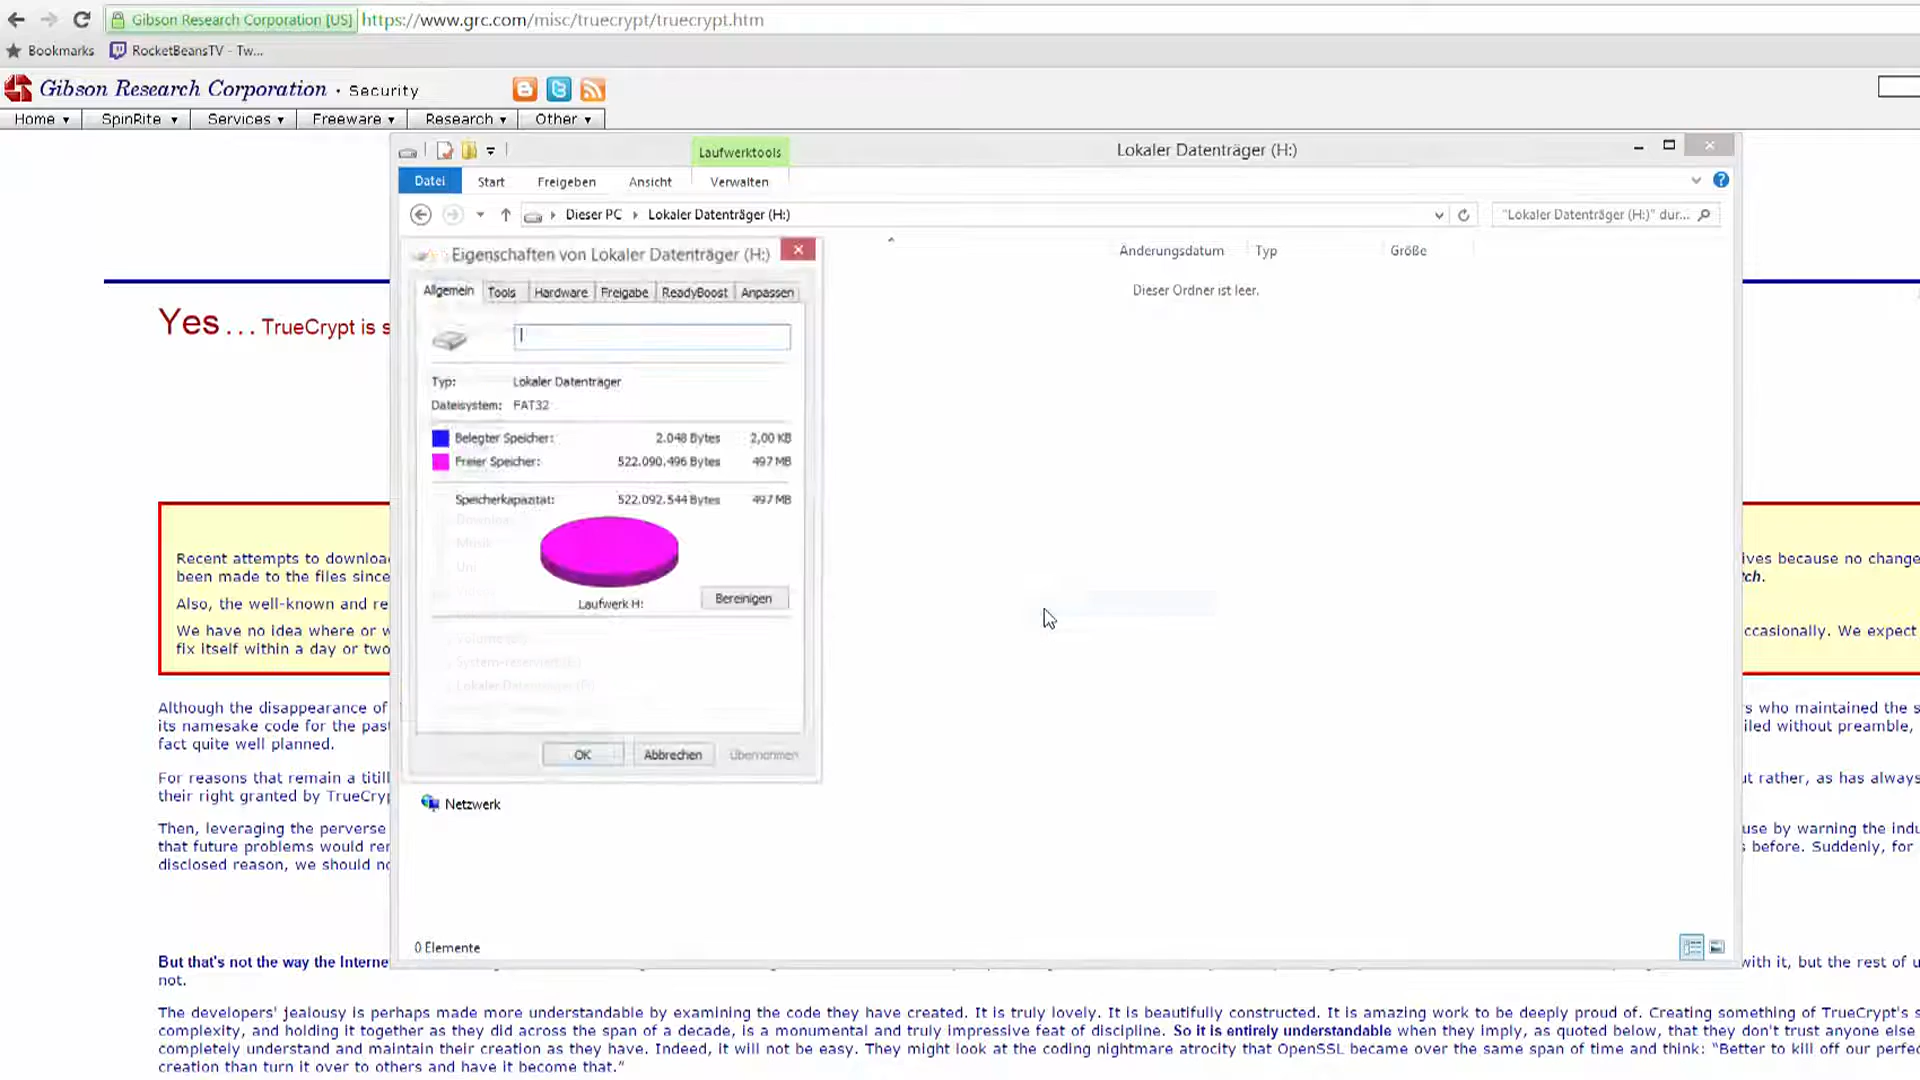 Gibson Research Corporation [US] https://www.grc.com/misc/truecrypt/truecrypt.htm
Bookmarks RocketBeansTV - Tw...
Gibson Research Corporation · Security
Home SpinRite Services Freeware Research Other
Laufwerktools Lokaler Datenträger (H:)
Datei Start Freigeben Ansicht Verwalten
Dieser PC Lokaler Datenträger (H:) "Lokaler Datenträger (H:)" dur...
Eigenschaften von Lokaler Datenträger (H:)
Änderungsdatum Typ Größe
Allgemein Tools Hardware Freigabe ReadyBoost Anpassen
Dieser Ordner ist leer.
Yes... TrueCrypt is s
Typ: Lokaler Datenträger
Dateisystem: FAT32
Belegter Speicher: 2.048 Bytes 2,00 KB
Freier Speicher: 522.090.496 Bytes 497 MB
Speicherkapazität: 522.092.544 Bytes 497 MB
Musik
Uni
Laufwerk H: Bereinigen
System-reserviert (E:)
OK Abbrechen Übernehmen
Netzwerk
0 Elemente
Recent attempts to downloa ives because no change
been made to the files since tch.
Also, the well-known and re
We have no idea where or w ccasionally. We expect
fix itself within a day or two
Although the disappearance of s who maintained the s
its namesake code for the past iled without preamble,
fact quite well planned.
For reasons that remain a titill ut rather, as has always
their right granted by TrueCryp
Then, leveraging the perverse use by warning the indu
that future problems would rer s before. Suddenly, for
disclosed reason, we should no
But that's not the way the Interne with it, but the rest of u
not.
The developers' jealousy is perhaps made more understandable by examining the code they have created. It is truly lovely. It is beautifully constructed. It is amazing work to be deeply proud of. Creating something of TrueCrypt's s
complexity, and holding it together as they did across the span of a decade, is a monumental and truly impressive feat of discipline. So it is entirely understandable when they imply, as quoted below, that they don't trust anyone else
completely understand and maintain their creation as they have. Indeed, it will not be easy. They might look at the coding nightmare atrocity that OpenSSL became over the same span of time and think: “Better to kill off our perfec
creation than turn it over to others and have it become that.”